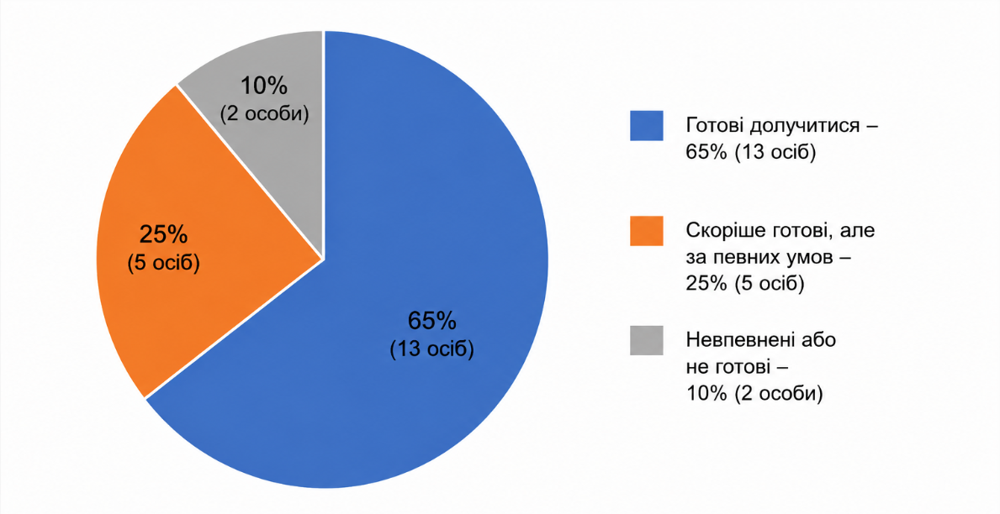 10%
(2 особи)
25%
(5 осіб)
65%
(13 осіб)
Готові долучитися –
65% (13 осіб)
Скоріше готові, але
за певних умов –
25% (5 осіб)
Невпевнені або
не готові –
10% (2 особи)